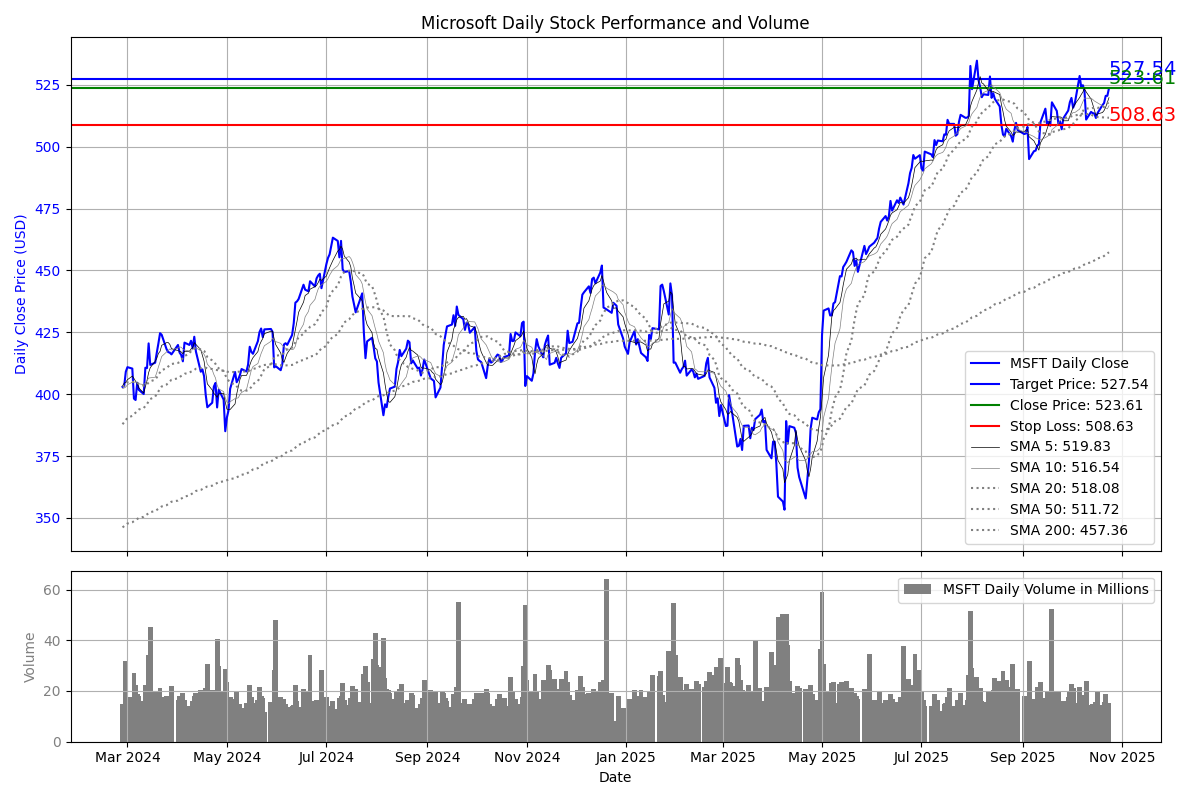 Microsoft Daily Stock Performance and Volume
Daily Close Price (USD)
525
500
475
450
425
400
375
350
527.54
523.61
508.63
MSFT Daily Close
Target Price: 527.54
Close Price: 523.61
Stop Loss: 508.63
SMA 5: 519.83
SMA 10: 516.54
SMA 20: 518.08
SMA 50: 511.72
SMA 200: 457.36
Volume
60
40
20
0
MSFT Daily Volume in Millions
Mar 2024 May 2024 Jul 2024 Sep 2024 Nov 2024 Jan 2025 Mar 2025 May 2025 Jul 2025 Sep 2025 Nov 2025
Date